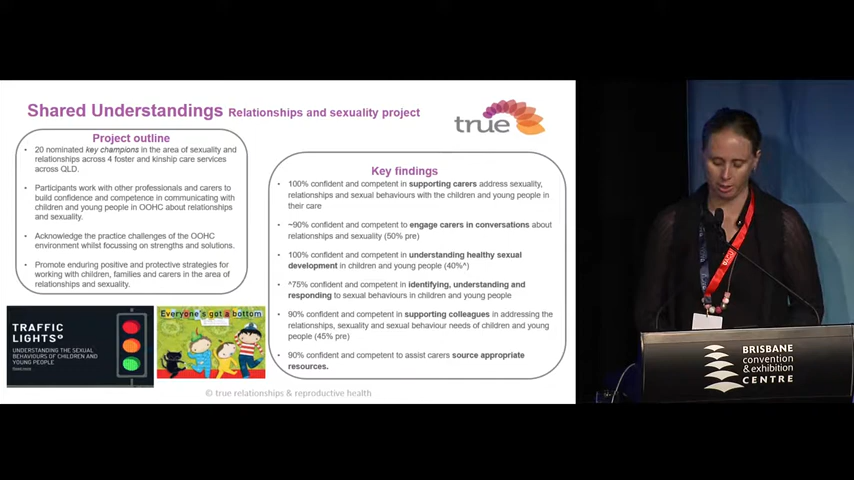 Shared Understandings Relationships and sexuality project
true
Project outline
20 nominated key champions in the area of sexuality and
relationships across 4 foster and kinship care services
across QLD.
Participants work with other professionals and carers to
build confidence and competence in communicating with
children and young people in OOHC about relationships
and sexuality.
Acknowledge the practice challenges of the OOHC
environment whilst focussing on strengths and solutions.
Promote enduring positive and protective strategies for
working with children, families and carers in the area of
relationships and sexuality.
Key findings
100% confident and competent in supporting carers address sexuality,
relationships and sexual behaviours with the children and young people in
their care
~90% confident and competent to engage carers in conversations about
relationships and sexuality (50% pre)
100% confident and competent in understanding healthy sexual
development in children and young people (40%^)
^75% confident and competent in identifying, understanding and
responding to sexual behaviours in children and young people
90% confident and competent in supporting colleagues in addressing the
relationships, sexuality and sexual behaviour needs of children and young
people (45% pre)
90% confident and competent to assist carers source appropriate
resources.
TRAFFIC
LIGHTS
UNDERSTANDING THE SEXUAL
BEHAVIOURS OF CHILDREN AND
YOUNG PEOPLE
Everyone's got a bottom
© true relationships & reproductive health
BRISBANE
convention
& exhibition
CENTRE